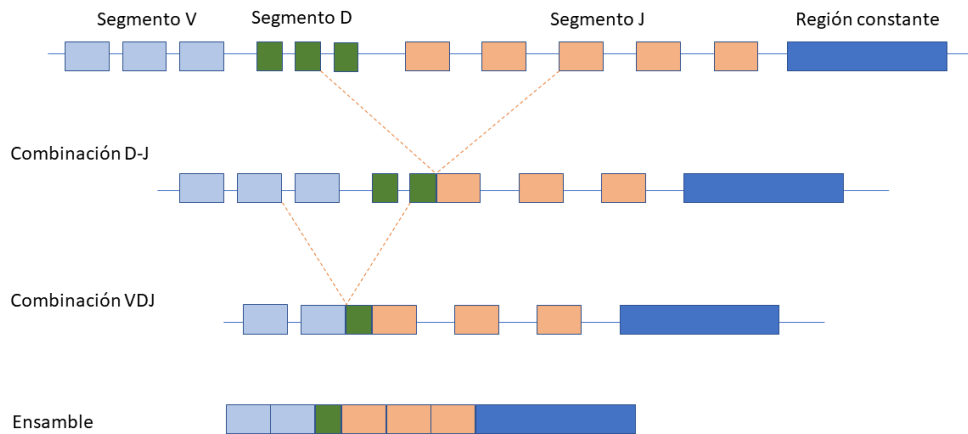 Segmento V
Segmento D
Segmento J
Región constante
Combinación D-J
Combinación VDJ
Ensamble